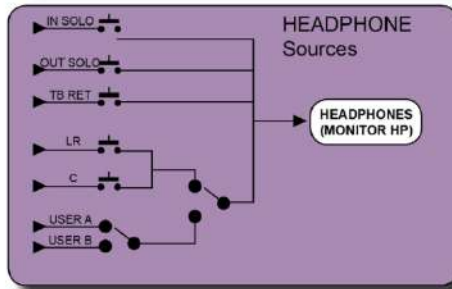 HEADPHONE
Sources
IN SOLO
OUT SOLO
TB RET
LR
C
USER A
USER B
HEADPHONES
(MONITOR HP)